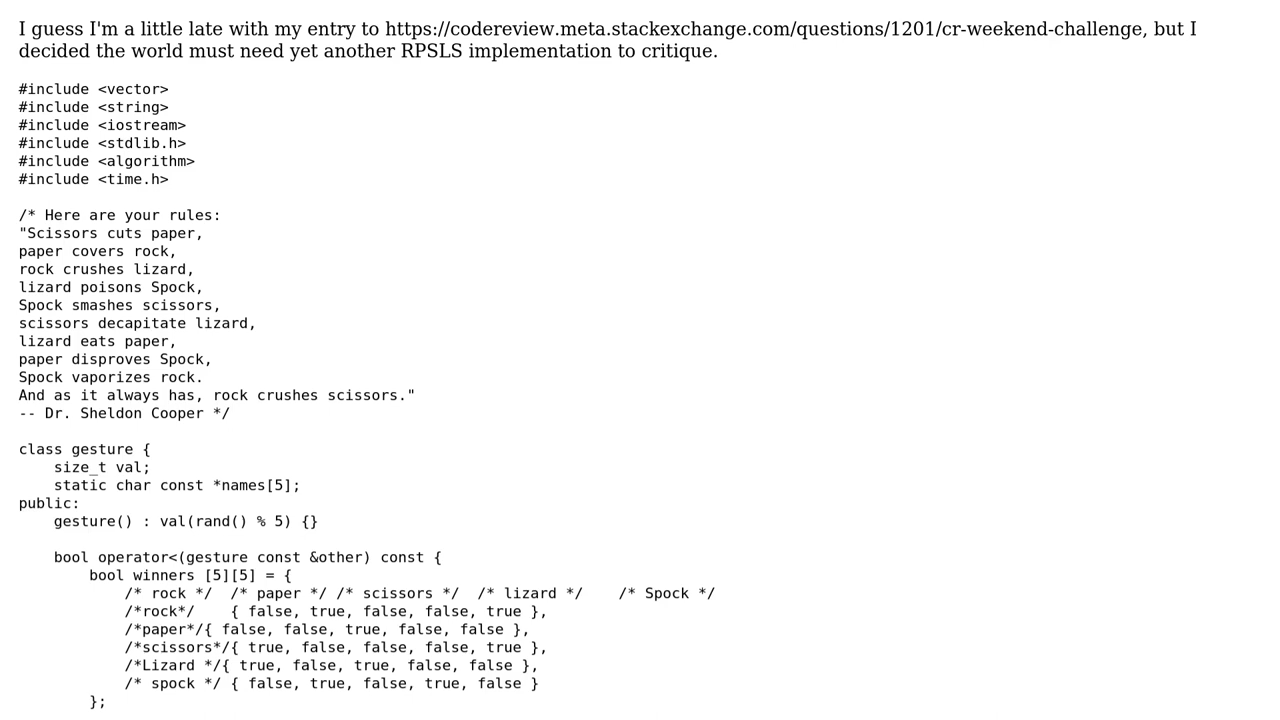 I guess I'm a little late with my entry to https://codereview.meta.stackexchange.com/questions/1201/cr-weekend-challenge, but I
decided the world must need yet another RPSLS implementation to critique.
#include <vector>
#include <string>
#include <iostream>
#include <stdlib.h>
#include <algorithm>
#include <time.h>
/* Here are your rules:
"Scissors cuts paper,
paper covers rock,
rock crushes lizard,
lizard poisons Spock,
Spock smashes scissors,
scissors decapitate lizard,
lizard eats paper,
paper disproves Spock,
Spock vaporizes rock.
And as it always has, rock crushes scissors."
-- Dr. Sheldon Cooper */
class gesture {
    size_t val;
    static char const *names[5];
public:
    gesture() : val(rand() % 5) {}
    bool operator<(gesture const &other) const {
        bool winners [5][5] = {
            /* rock */  /* paper */ /* scissors */  /* lizard */    /* Spock */
            /*rock*/    { false, true, false, false, true },
            /*paper*/{ false, false, true, false, false },
            /*scissors*/{ true, false, false, false, true },
            /*Lizard */{ true, false, true, false, false },
            /* spock */ { false, true, false, true, false }
        };